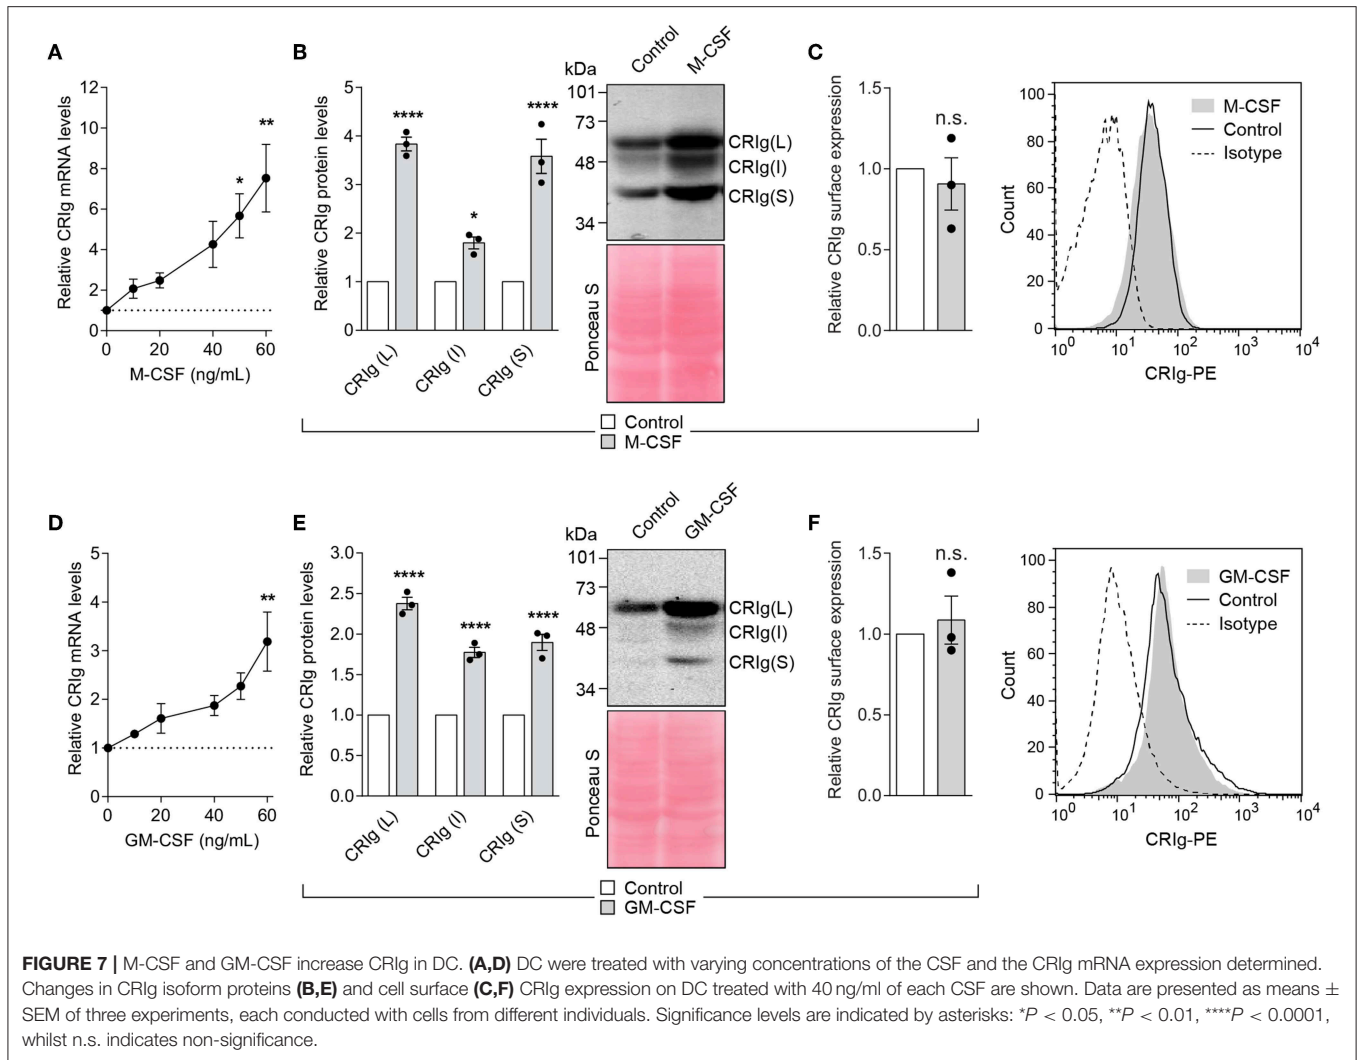 A
Relative CRIg mRNA levels
12
10
8
6
4
2
0
*
**
0 20 40 60
M-CSF (ng/mL)
B
Relative CRIg protein levels
5
4
3
2
1
0
****
*
****
CRIg (L) CRIg (I) CRIg (S)
kDa
Control M-CSF
101
73
48
34
CRIg(L)
CRIg(I)
CRIg(S)
Ponceau S
Control
M-CSF
C
Relative CRIg surface expression
1.5
1.0
0.5
0.0
n.s.
Count
100
80
60
40
20
0
M-CSF
Control
Isotype
10^0 10^1 10^2 10^3 10^4
CRIg-PE
D
Relative CRIg mRNA levels
5
4
3
2
1
0
**
0 20 40 60
GM-CSF (ng/mL)
E
Relative CRIg protein levels
3.0
2.5
2.0
1.5
1.0
0.5
0.0
****
****
****
CRIg (L) CRIg (I) CRIg (S)
kDa
Control GM-CSF
101
73
48
34
CRIg(L)
CRIg(I)
CRIg(S)
Ponceau S
Control
GM-CSF
F
Relative CRIg surface expression
1.5
1.0
0.5
0.0
n.s.
Count
100
80
60
40
20
0
GM-CSF
Control
Isotype
10^0 10^1 10^2 10^3 10^4
CRIg-PE
FIGURE 7 | M-CSF and GM-CSF increase CRIg in DC. (A,D) DC were treated with varying concentrations of the CSF and the CRIg mRNA expression determined.
Changes in CRIg isoform proteins (B,E) and cell surface (C,F) CRIg expression on DC treated with 40 ng/ml of each CSF are shown. Data are presented as means ±
SEM of three experiments, each conducted with cells from different individuals. Significance levels are indicated by asterisks: *P < 0.05, **P < 0.01, ****P < 0.0001,
whilst n.s. indicates non-significance.